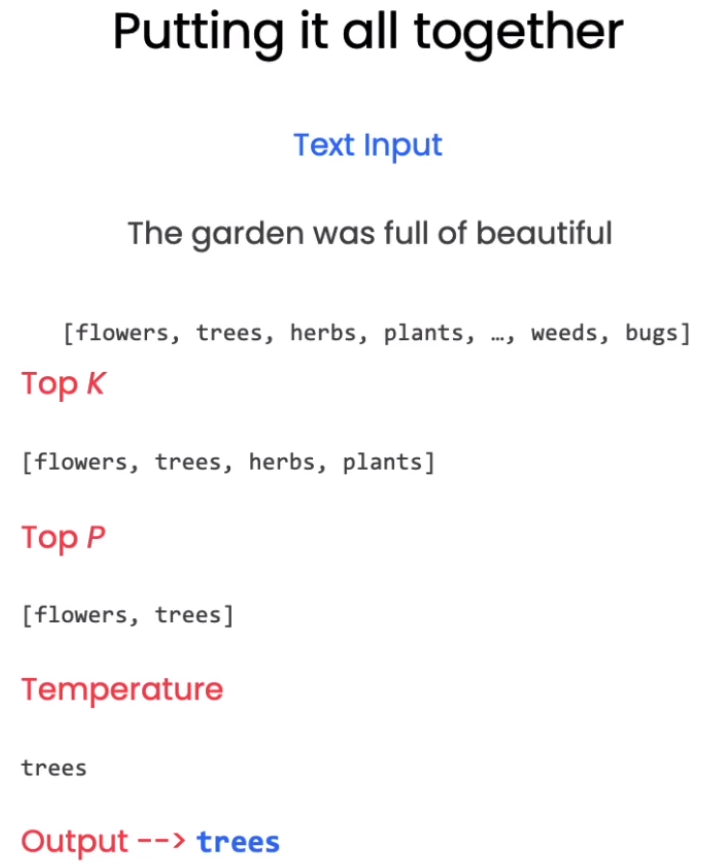 Putting it all together
Text Input
The garden was full of beautiful
[flowers, trees, herbs, plants, …, weeds, bugs]
Top K
[flowers, trees, herbs, plants]
Top P
[flowers, trees]
Temperature
trees
Output --> trees